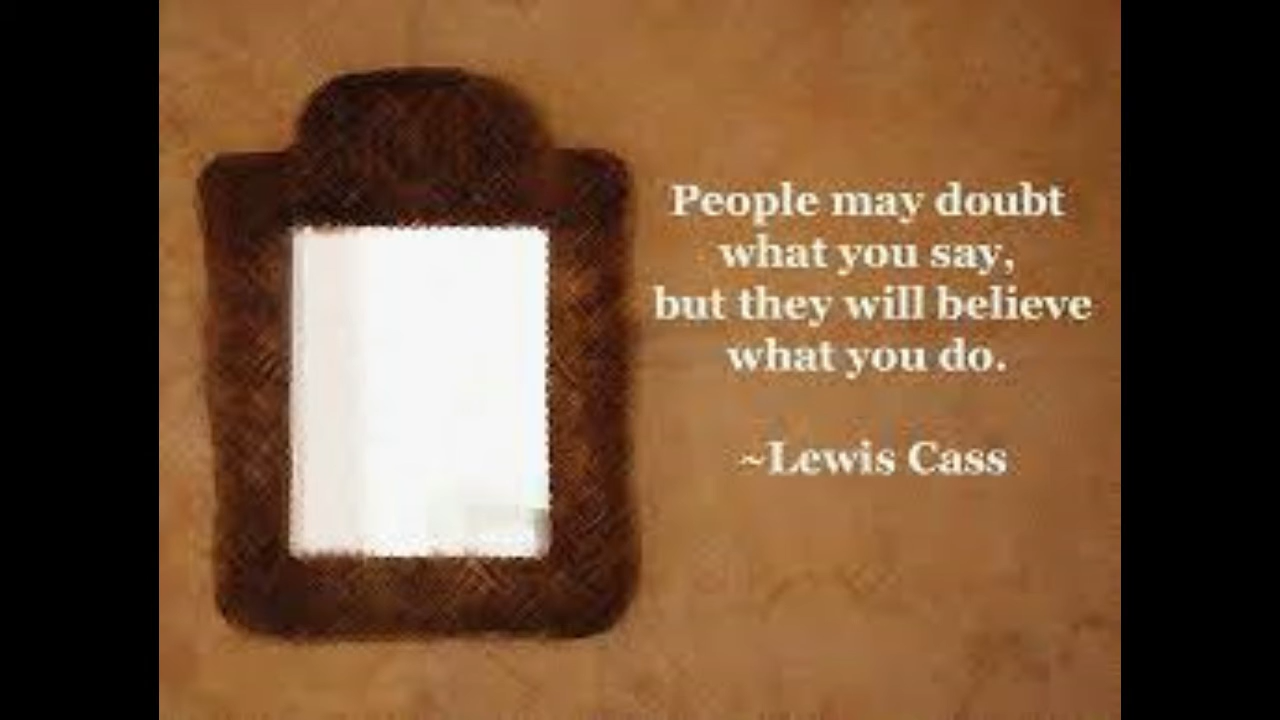 People may doubt
what you say,
but they will believe
what you do.
~Lewis Cass